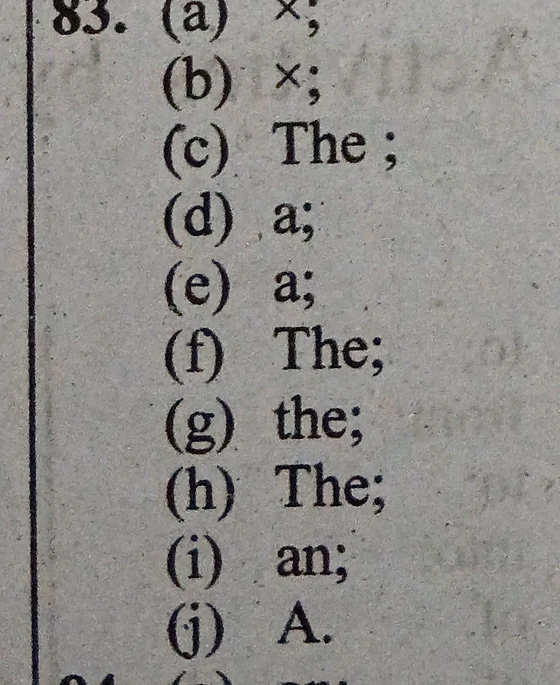 83. (a) ×;
(b) ×;
(c) The ;
(d) a;
(e) a;
(f) The;
(g) the;
(h) The;
(i) an;
(j) A.